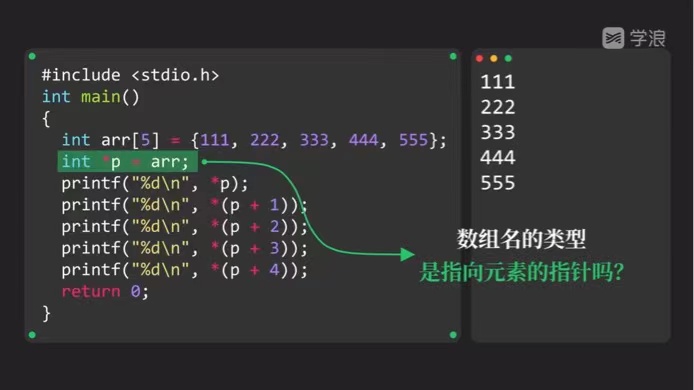 学浪
#include <stdio.h>
int main()
{
int arr[5] = {111, 222, 333, 444, 555};
int *p = arr;
printf("%d\n", *p);
printf("%d\n", *(p + 1));
printf("%d\n", *(p + 2));
printf("%d\n", *(p + 3));
printf("%d\n", *(p + 4));
return 0;
}
111
222
333
444
555
数组名的类型
是指向元素的指针吗?